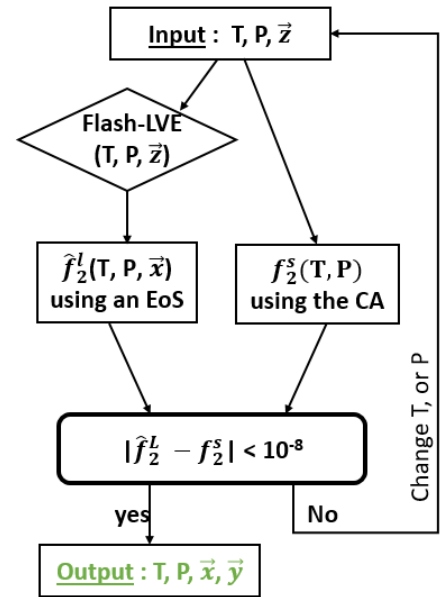 Input : T, P, z⃗
Flash-LVE
(T, P, z⃗)
f̂₂ˡ(T, P, x⃗)
using an EoS
f₂ˢ(T, P)
using the CA
Change T, or P
|f̂₂ᴸ − f₂ˢ| < 10⁻⁸
yes
No
Output : T, P, x⃗, y⃗